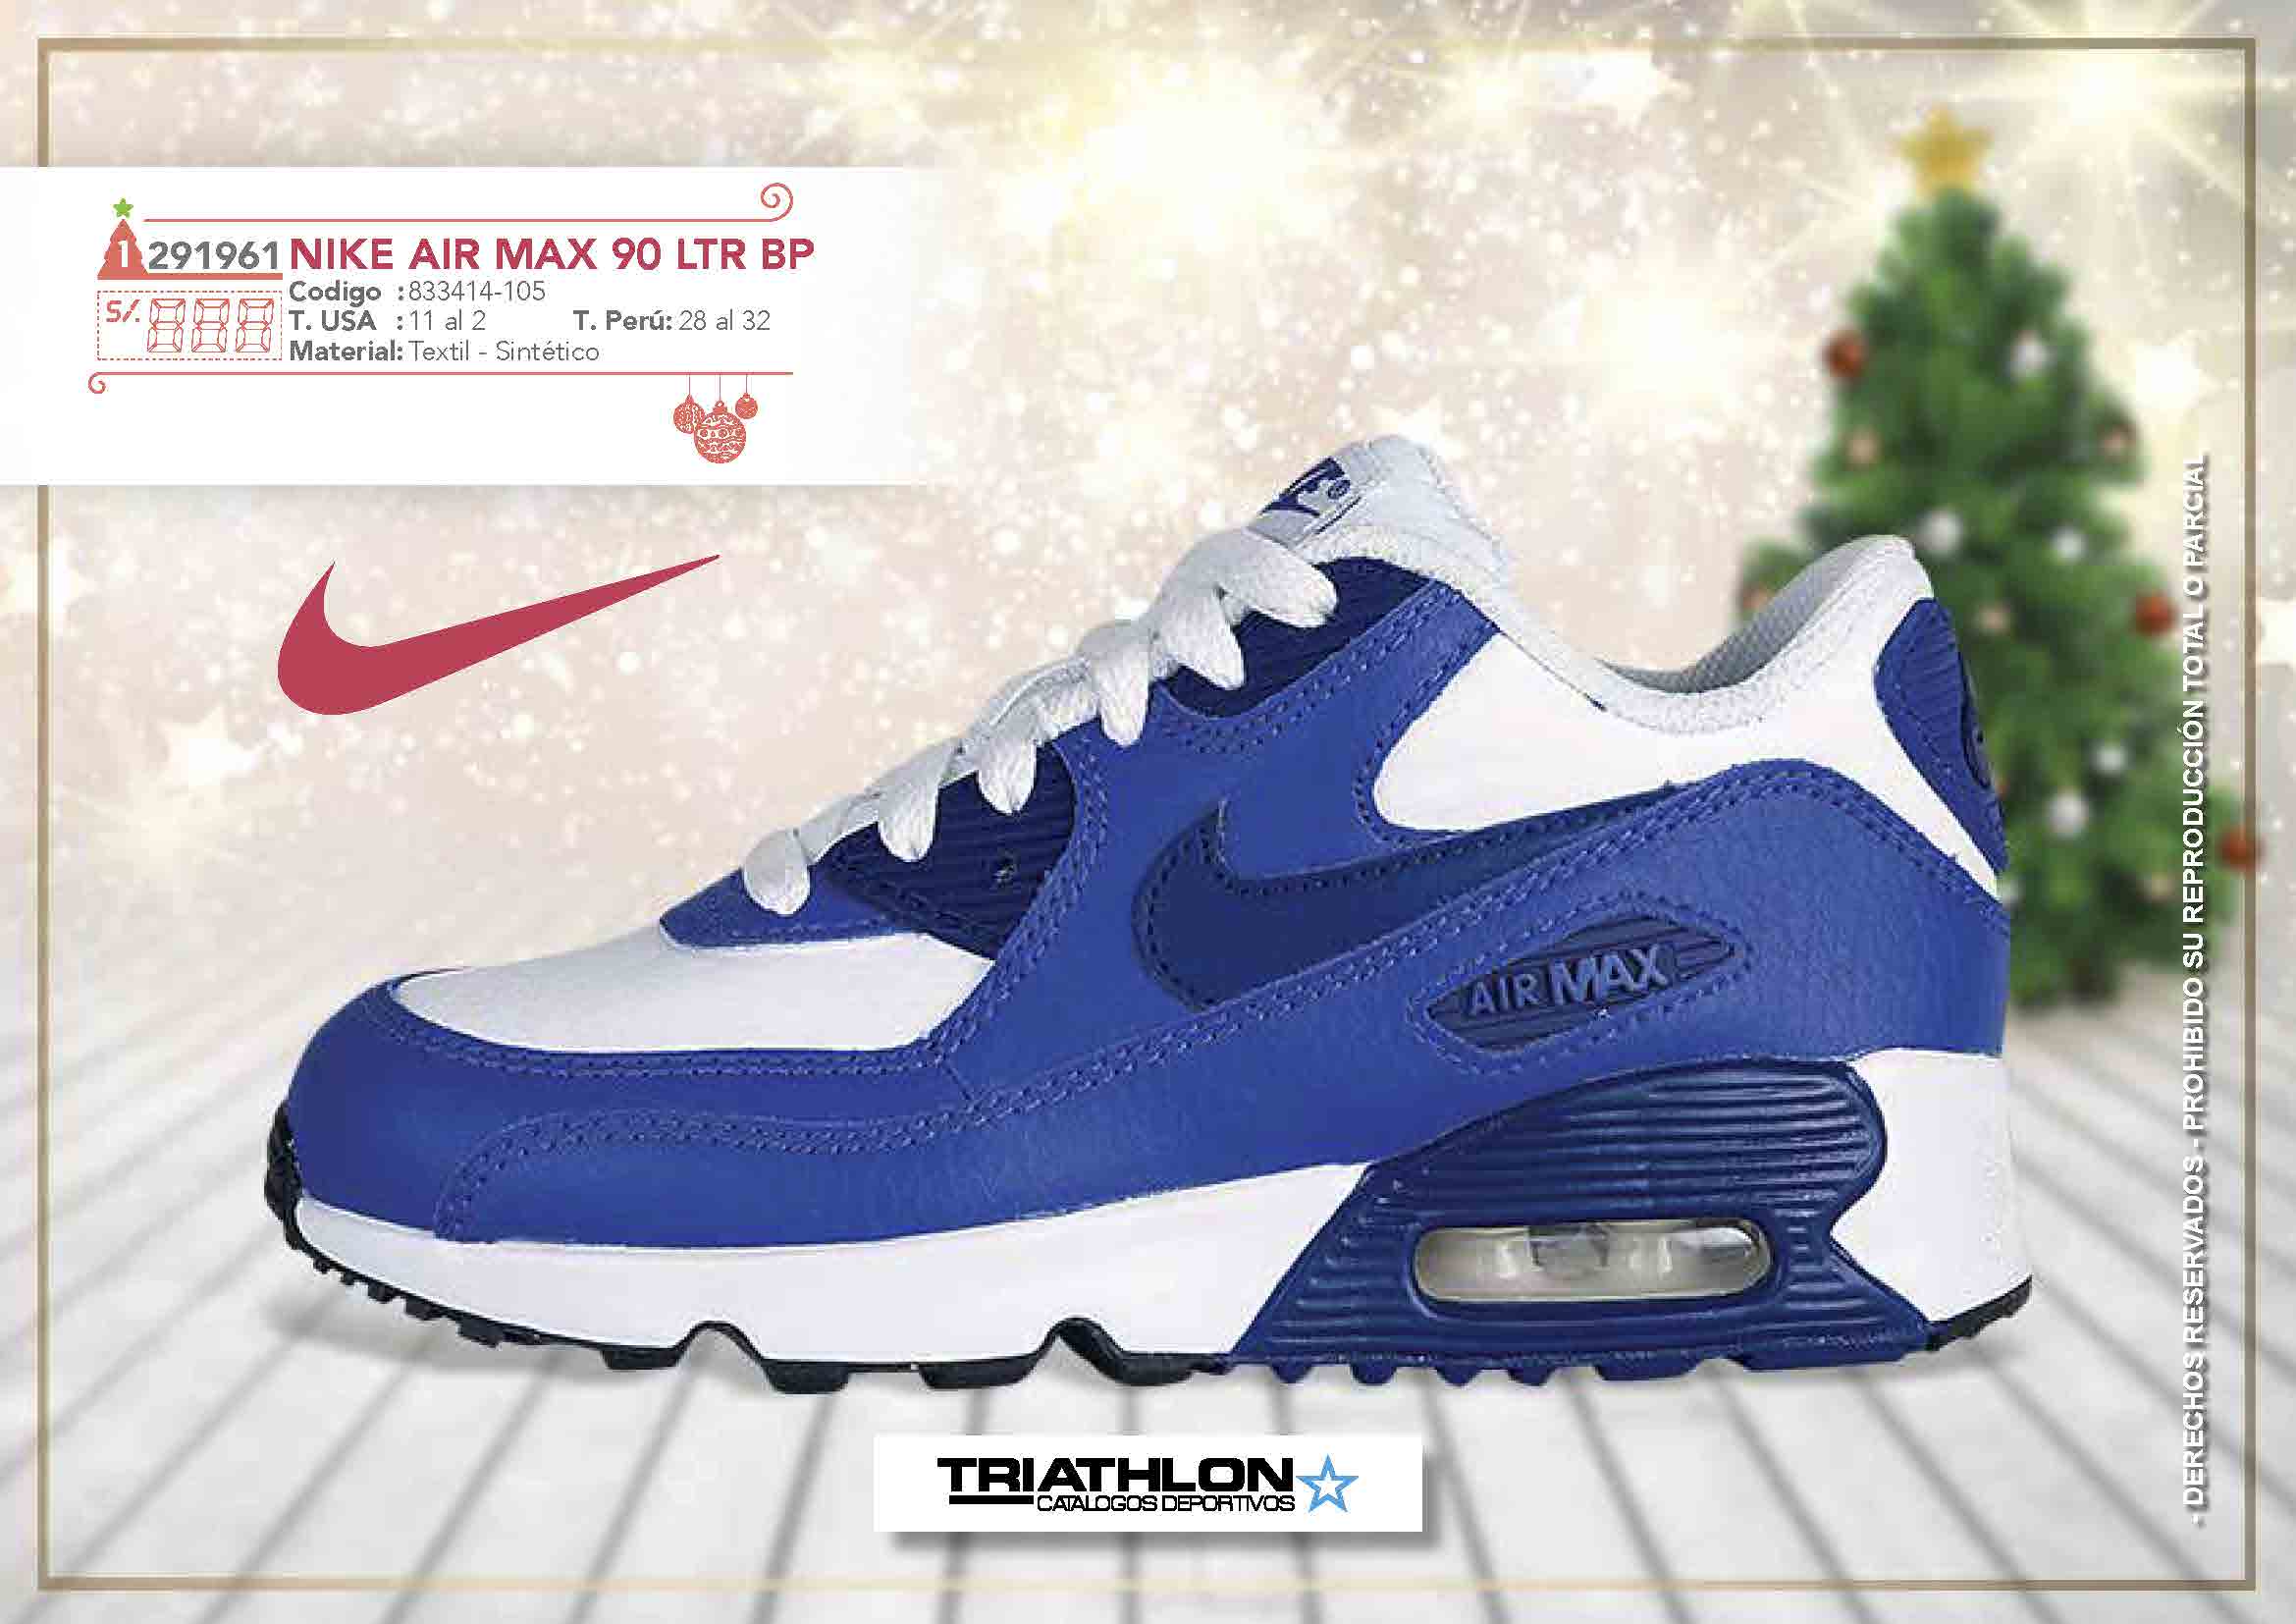 1 291961 NIKE AIR MAX 90 LTR BP
S/. 888
Codigo : 833414-105
T. USA : 11 al 2 T. Perú: 28 al 32
Material: Textil - Sintético
AIR MAX
TRIATHLON
CATALOGOS DEPORTIVOS
- DERECHOS RESERVADOS - PROHIBIDO SU REPRODUCCIÓN TOTAL O PARCIAL